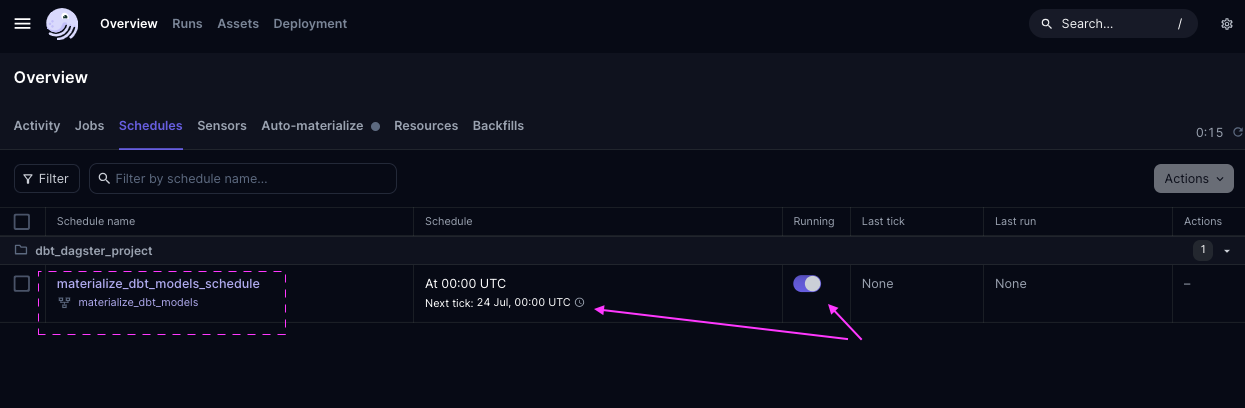 Overview Runs Assets Deployment Search... /
Overview
Activity Jobs Schedules Sensors Auto-materialize Resources Backfills
0:15
Filter Filter by schedule name... Actions
Schedule name Schedule Running Last tick Last run Actions
dbt_dagster_project 1
materialize_dbt_models_schedule At 00:00 UTC None None –
materialize_dbt_models Next tick: 24 Jul, 00:00 UTC